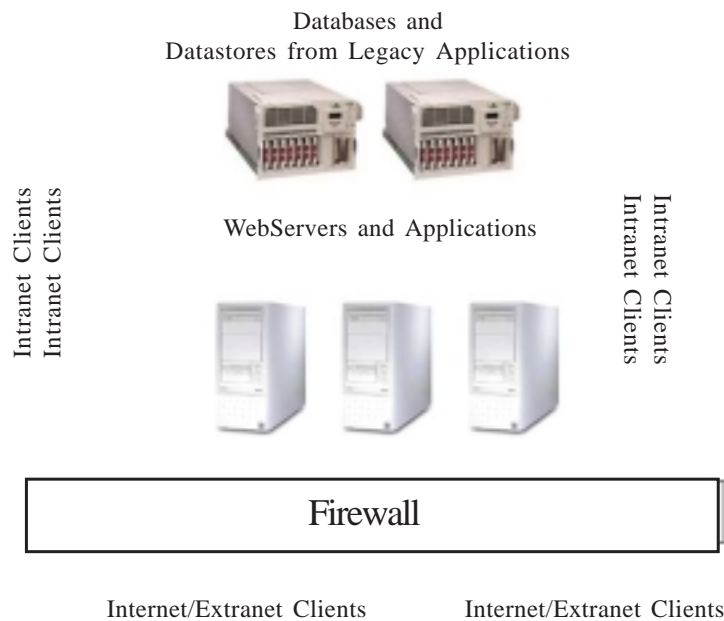 Databases and
Datastores from Legacy Applications
Intranet Clients
Intranet Clients
WebServers and Applications
Intranet Clients
Intranet Clients
Firewall
Internet/Extranet Clients
Internet/Extranet Clients